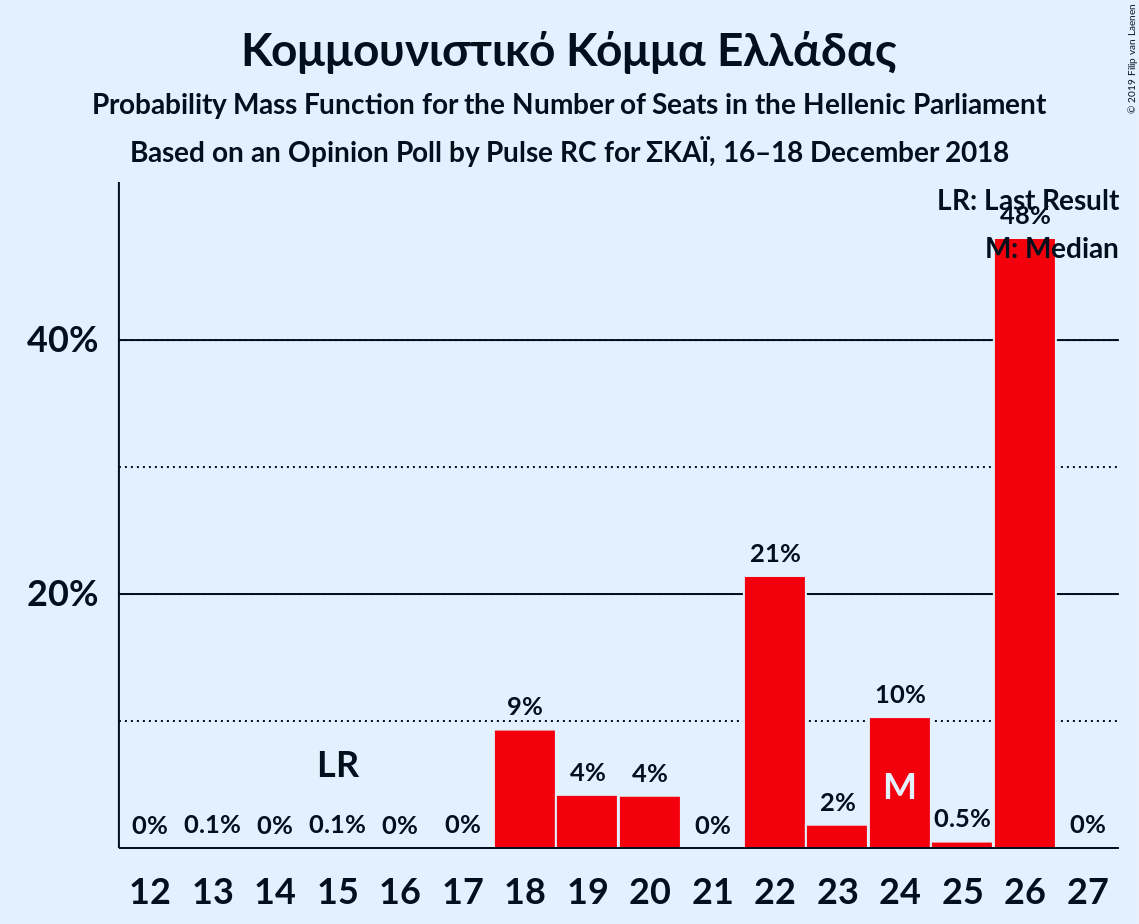 Κομμουνιστικό Κόμμα Ελλάδας
Probability Mass Function for the Number of Seats in the Hellenic Parliament
Based on an Opinion Poll by Pulse RC for ΣΚΑΪ, 16–18 December 2018
© 2019 Filip van Laenen
LR: Last Result
M: Median
48%
40%
21%
20%
10%
9%
LR
4%
4%
M
2%
0.5%
0%
0.1%
0%
0.1%
0%
0%
0%
0%
12 13 14 15 16 17 18 19 20 21 22 23 24 25 26 27